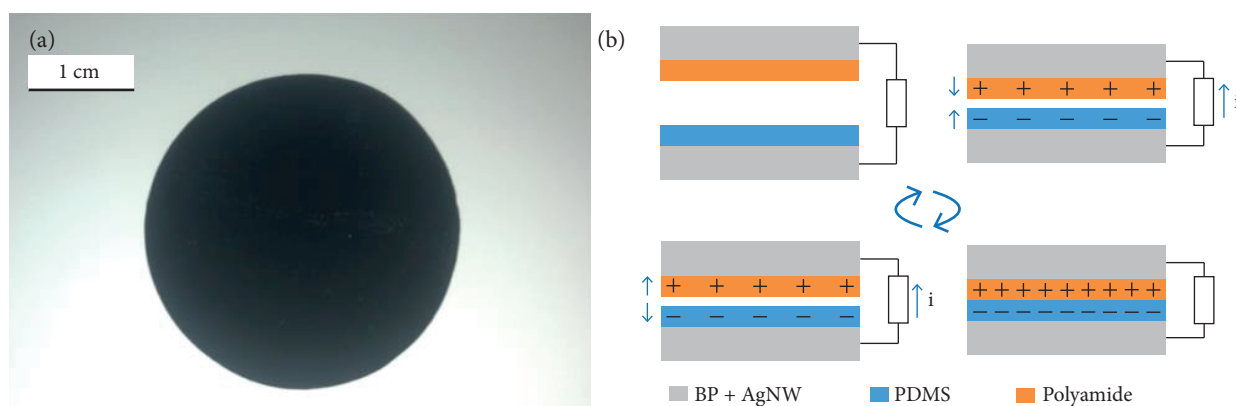 (a)
1 cm
(b)
+ + + + +
− − − − −
i
+ + + + +
− − − − −
i
+ + + + + + + + +
− − − − − − − − −
BP + AgNW
PDMS
Polyamide